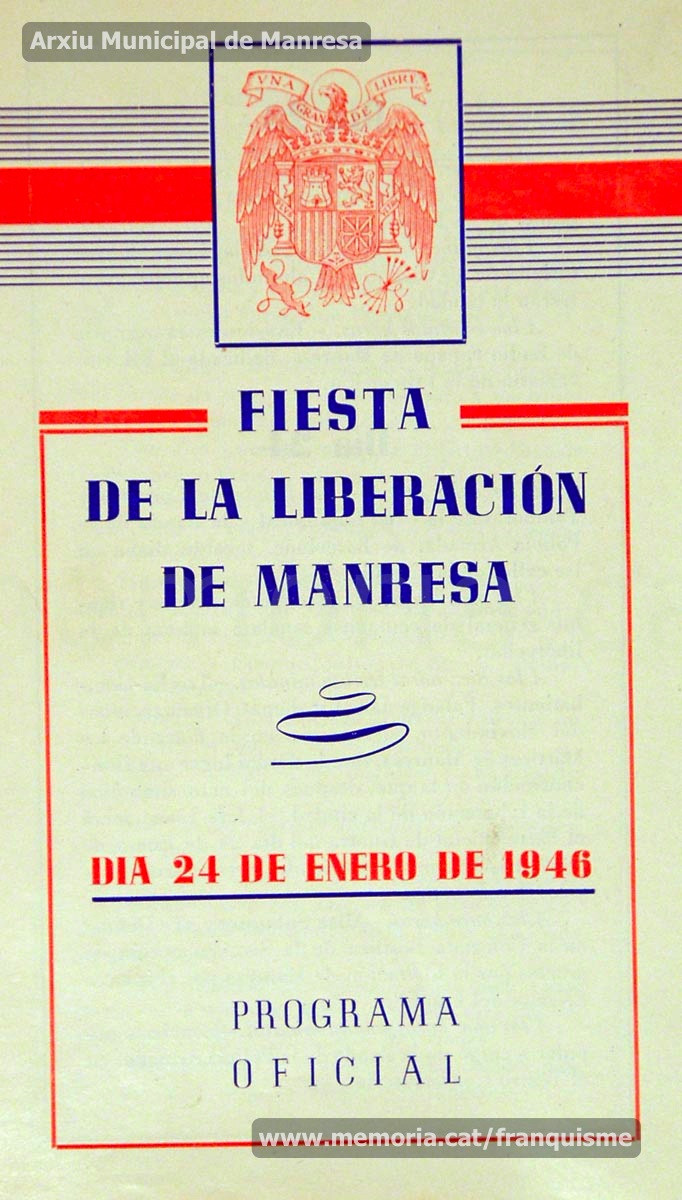 Arxiu Municipal de Manresa
VNA GRANDE LIBRE
FIESTA
DE LA LIBERACIÓN
DE MANRESA
DIA 24 DE ENERO DE 1946
PROGRAMA
OFICIAL
www.memoria.cat/franquisme